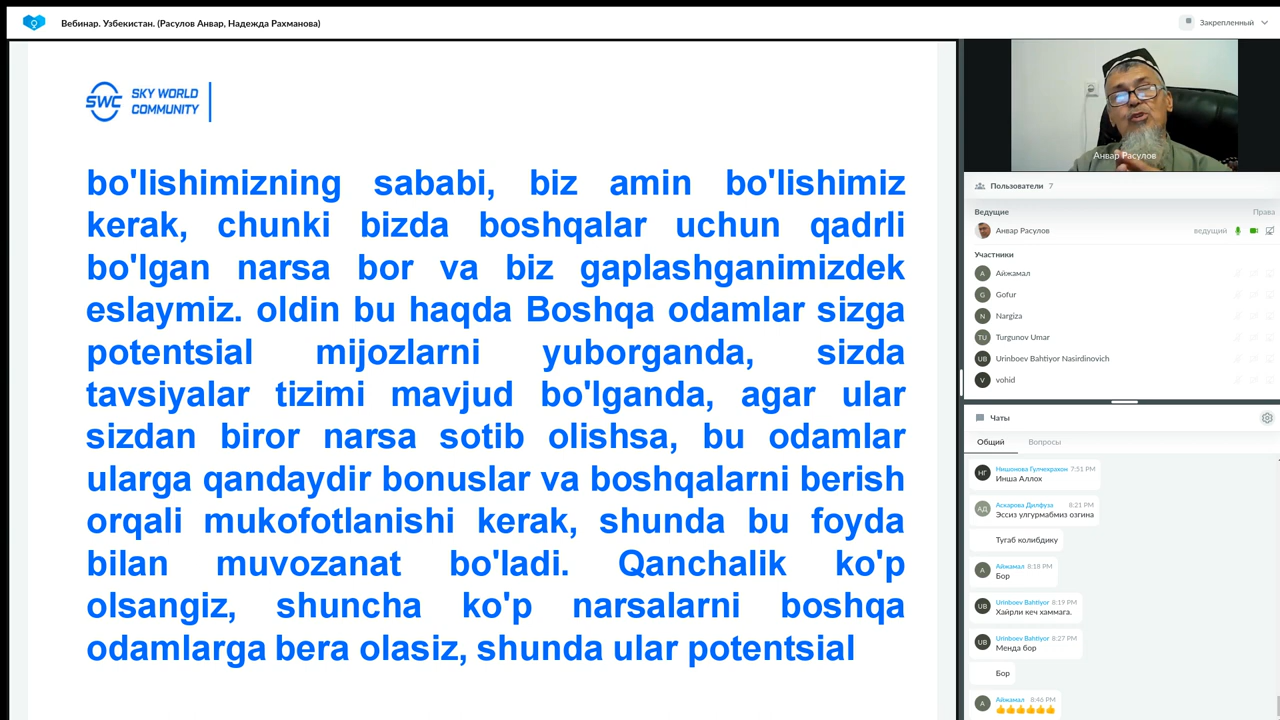 Вебинар. Узбекистан. (Расулов Анвар, Надежда Рахманова)
Закрепленный
SWC
SKY WORLD
COMMUNITY
bo'lishimizning sababi, biz amin bo'lishimiz
kerak, chunki bizda boshqalar uchun qadrli
bo'lgan narsa bor va biz gaplashganimizdek
eslaymiz. oldin bu haqda Boshqa odamlar sizga
potentsial mijozlarni yuborganda, sizda
tavsiyalar tizimi mavjud bo'lganda, agar ular
sizdan biror narsa sotib olishsa, bu odamlar
ularga qandaydir bonuslar va boshqalarni berish
orqali mukofotlanishi kerak, shunda bu foyda
bilan muvozanat bo'ladi. Qanchalik ko'p
olsangiz, shuncha ko'p narsalarni boshqa
odamlarga bera olasiz, shunda ular potentsial
Анвар Расулов
Пользователи 7
Ведущие Права
Анвар Расулов ведущий
Участники
А Айжамал
G Gofur
N Nargiza
TU Turgunov Umar
UB Urinboev Bahtiyor Nasirdinovich
V vohid
Чаты
Общий Вопросы
НГ Нишонова Гулчехрахон 7:51 PM
Инша Аллох
АД Аскарова Дилфуза 8:21 PM
Эссиз улгурмабмиз озгина
Тугаб колибдику
А Айжамал 8:18 PM
Бор
UB Urinboev Bahtiyor 8:19 PM
Хайрли кеч хаммага.
UB Urinboev Bahtiyor 8:27 PM
Менда бор
Бор
А Айжамал 8:46 PM
👍👍👍👍👍👍